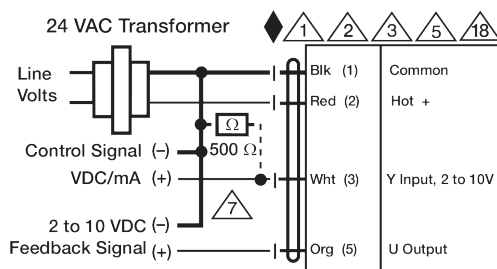 24 VAC Transformer
1 2 3 5 18
Line
Volts
Blk (1) Common
Red (2) Hot +
Ω
500 Ω
Control Signal (−)
VDC/mA (+)
Wht (3) Y Input, 2 to 10V
7
2 to 10 VDC (−)
Feedback Signal (+)
Org (5) U Output